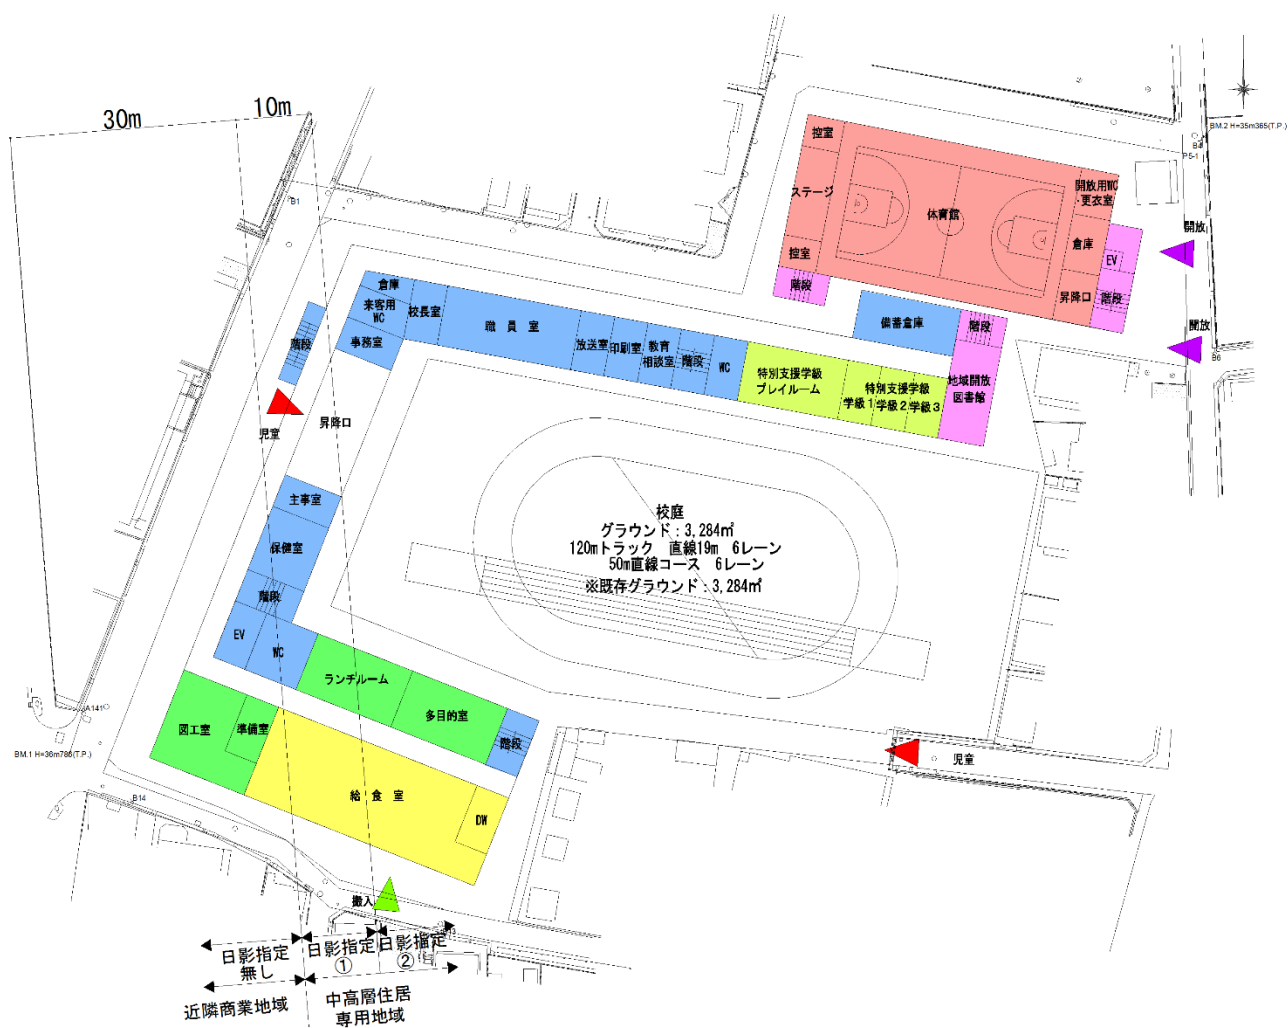 30m
10m
BM.2 H=35m365(T.P.)
P5-1
B1
控室
ステージ
体育館
開放用WC
・更衣室
倉庫
控室
階段
昇降口
EV
階段
開放
開放
B6
倉庫
来客用
WC
校長室
職 員 室
事務室
放送室
印刷室
教育
相談室
階段
WC
特別支援学級
プレイルーム
特別支援学級
学級1
学級2
学級3
備蓄倉庫
階段
地域開放
図書館
階段
児童
昇降口
主事室
保健室
階段
EV
WC
校庭
グラウンド:3,284㎡
120mトラック 直線19m 6レーン
50m直線コース 6レーン
※既存グラウンド:3,284㎡
ランチルーム
多目的室
階段
図工室
準備室
給 食 室
DW
A141
BM.1 H=36m786(T.P.)
B14
児童
搬入
日影指定
無し
日影指定
①
日影指定
②
近隣商業地域
中高層住居
専用地域